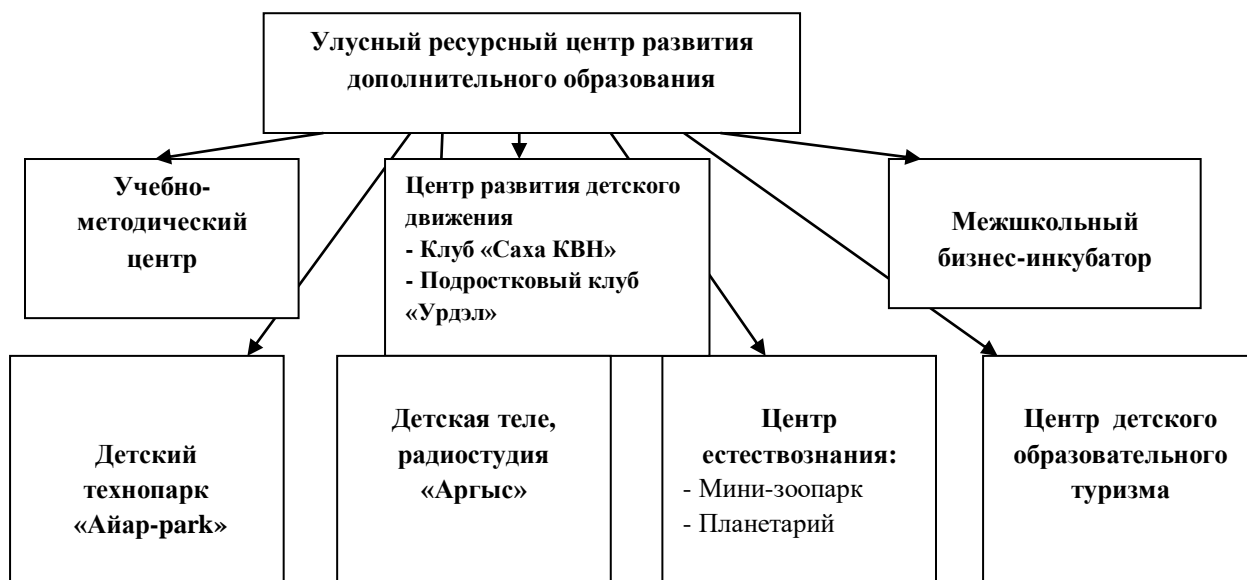 Улусный ресурсный центр развития
дополнительного образования
Учебно-
методический
центр
Центр развития детского
движения
- Клуб «Саха КВН»
- Подростковый клуб
«Урдэл»
Межшкольный
бизнес-инкубатор
Детский
технопарк
«Айар-park»
Детская теле,
радиостудия
«Аргыс»
Центр
естествознания:
- Мини-зоопарк
- Планетарий
Центр детского
образовательного
туризма